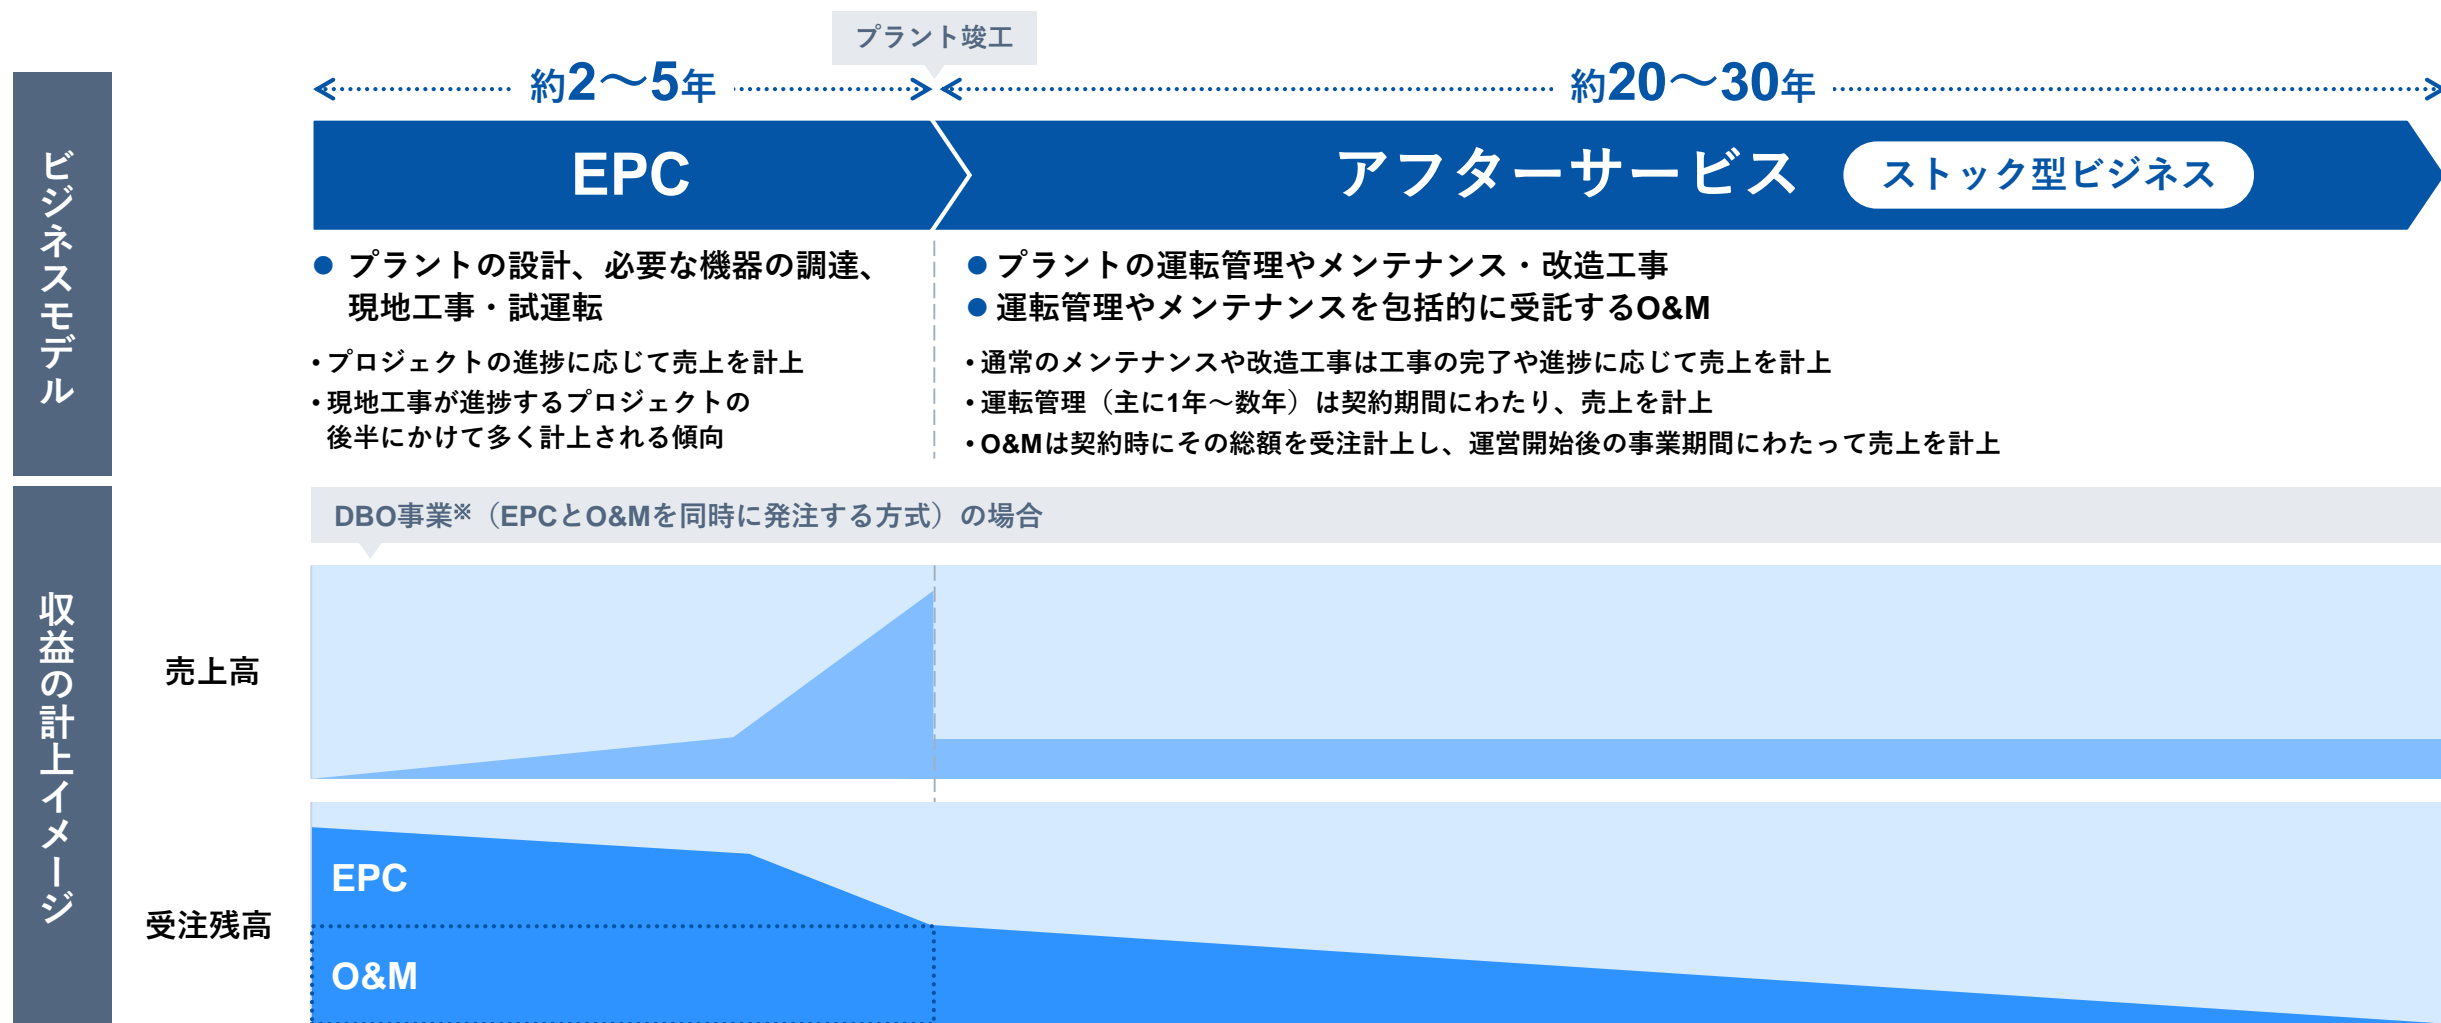 プラント竣工
約2〜5年
約20〜30年
ビジネスモデル
EPC
アフターサービス
ストック型ビジネス
● プラントの設計、必要な機器の調達、
現地工事・試運転
・プロジェクトの進捗に応じて売上を計上
・現地工事が進捗するプロジェクトの
後半にかけて多く計上される傾向
● プラントの運転管理やメンテナンス・改造工事
● 運転管理やメンテナンスを包括的に受託するO&M
・通常のメンテナンスや改造工事は工事の完了や進捗に応じて売上を計上
・運転管理（主に1年〜数年）は契約期間にわたり、売上を計上
・O&Mは契約時にその総額を受注計上し、運営開始後の事業期間にわたって売上を計上
収益の計上イメージ
DBO事業※（EPCとO&Mを同時に発注する方式）の場合
売上高
受注残高
EPC
O&M